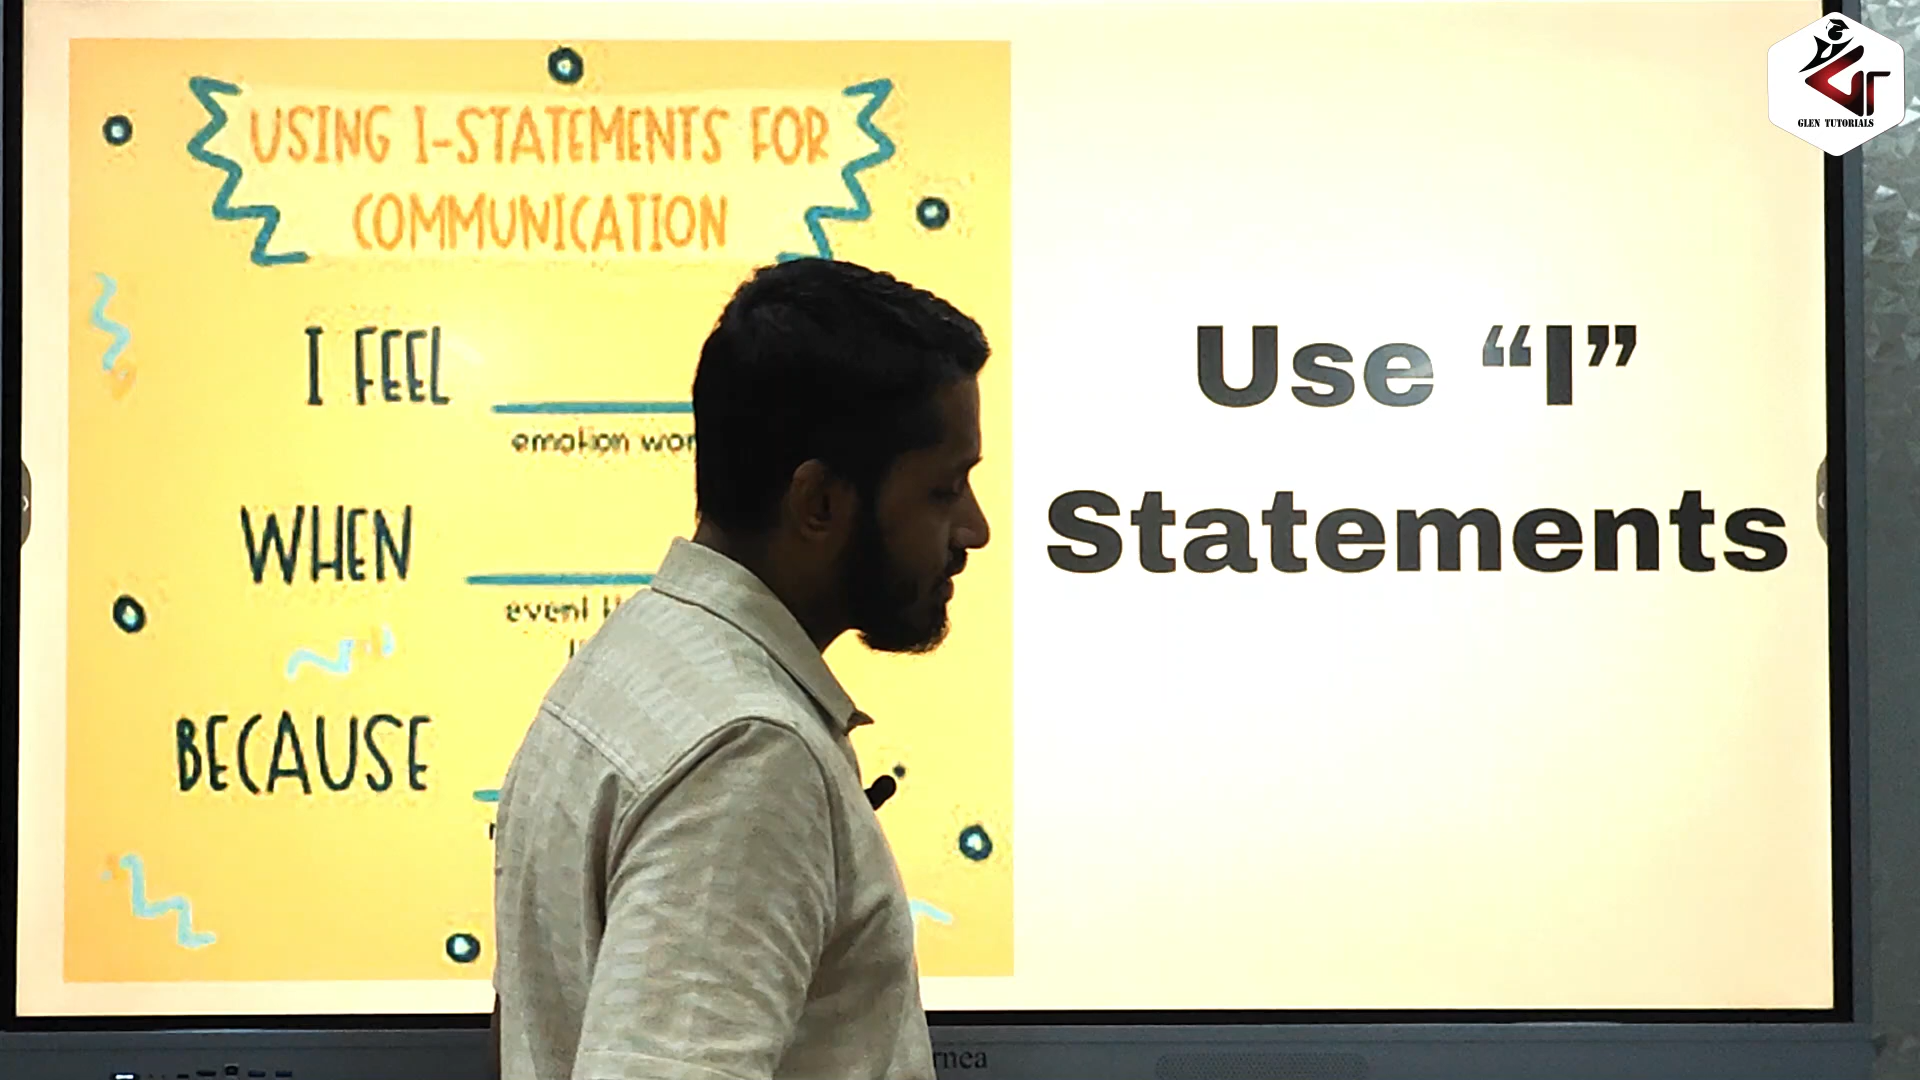 USING I-STATEMENTS FOR
COMMUNICATION
I FEEL
emotion
WHEN
event
BECAUSE
Use “I”
Statements
GLEN TUTORIALS